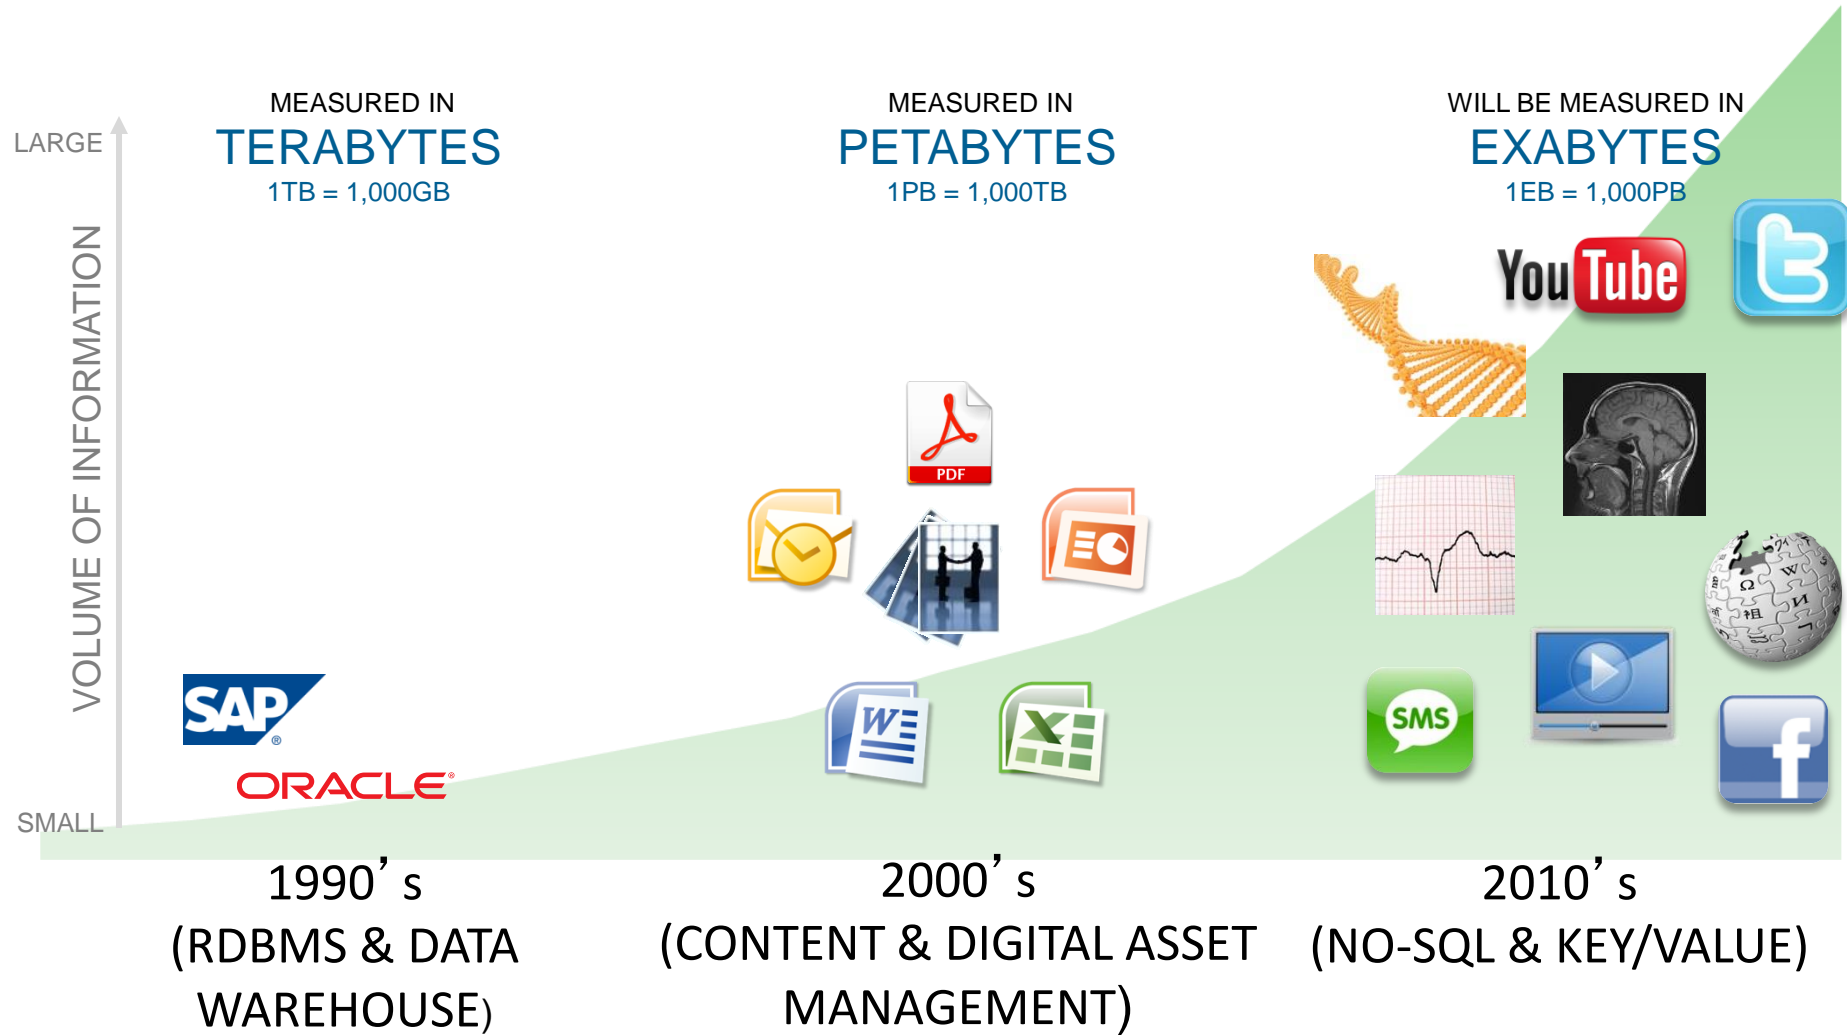 MEASURED IN
TERABYTES
1TB = 1,000GB
MEASURED IN
PETABYTES
1PB = 1,000TB
WILL BE MEASURED IN
EXABYTES
1EB = 1,000PB
LARGE
VOLUME OF INFORMATION
SMALL
SAP®
ORACLE®
PDF
W
X
YouTube
t
Ω
W
祖
И
SMS
f
1990's
(RDBMS & DATA
WAREHOUSE)
2000's
(CONTENT & DIGITAL ASSET
MANAGEMENT)
2010's
(NO-SQL & KEY/VALUE)